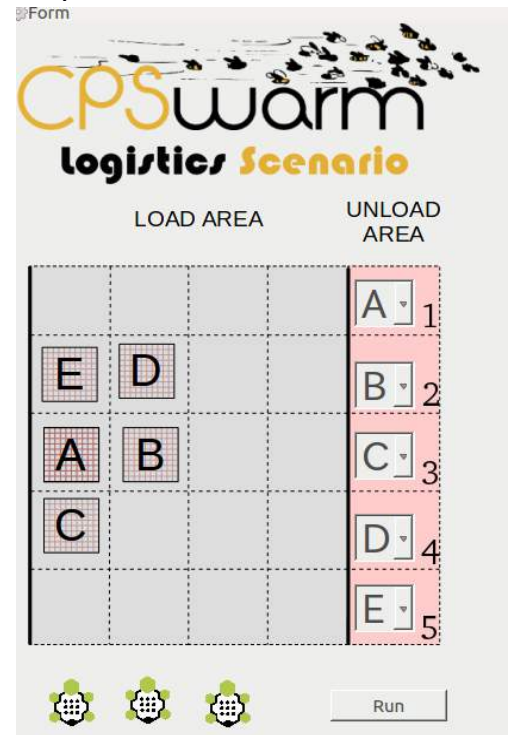 Form
CPSwarm
Logistics Scenario
LOAD AREA
UNLOAD
AREA
A 1
E D
B 2
A B
C 3
C
D 4
E 5
Run